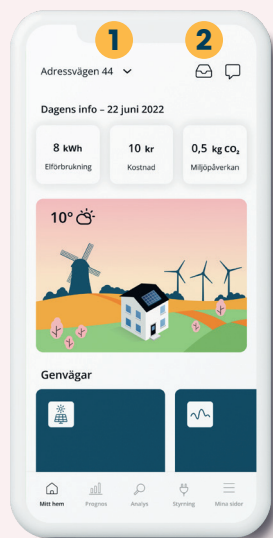 1 2
Adressvägen 44
Dagens info – 22 juni 2022
8 kWh 10 kr 0,5 kg CO₂
Elförbrukning Kostnad Miljöpåverkan
10°
Genvägar
Mitt hem Prognos Analys Styrning Mina sidor